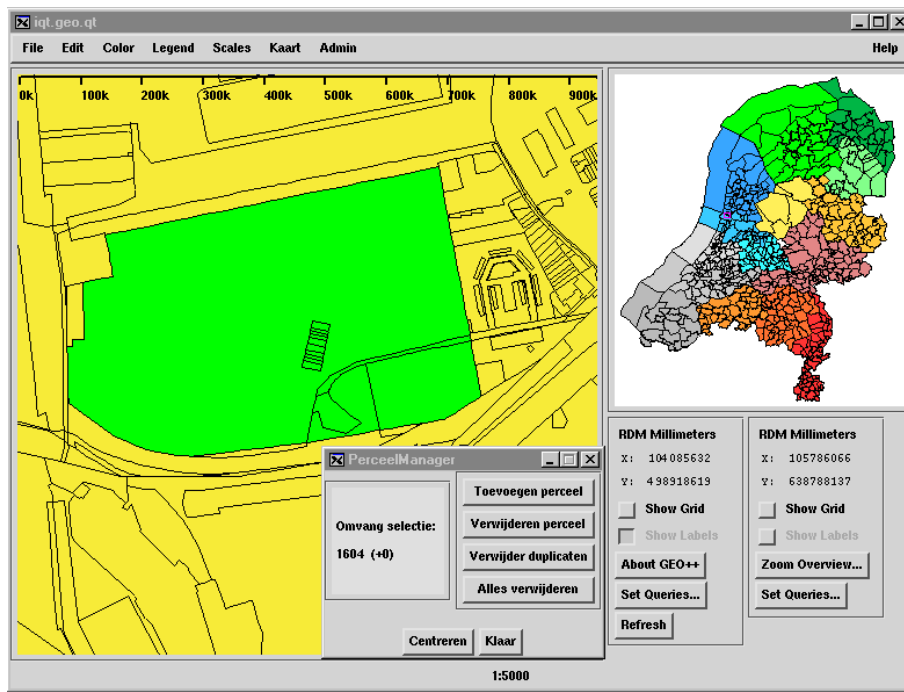 iqt.geo.qt
File Edit Color Legend Scales Kaart Admin Help
0k 100k 200k 300k 400k 500k 600k 700k 800k 900k
RDM Millimeters
X: 104085632
Y: 498918619
Show Grid
Show Labels
About GEO++
Set Queries...
Refresh
RDM Millimeters
X: 105786066
Y: 638788137
Show Grid
Show Labels
Zoom Overview...
Set Queries...
PerceelManager
Omvang selectie:
1604 (+0)
Toevoegen perceel
Verwijderen perceel
Verwijder duplicaten
Alles verwijderen
Centreren Klaar
1:5000